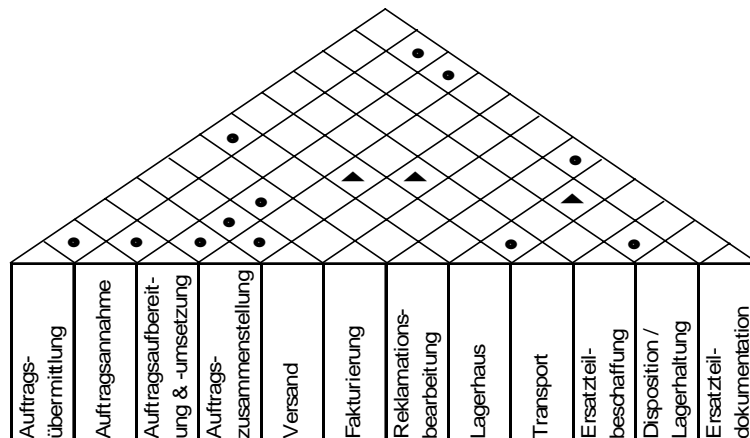 Auftrags-
übermittlung
Auftragsannahme
Auftragsaufbereit-
ung & -umsetzung
Auftrags-
zusammenstellung
Versand
Fakturierung
Reklamations-
bearbeitung
Lagerhaus
Transport
Ersatzteil-
beschaffung
Disposition /
Lagerhaltung
Ersatzteil-
dokumentation